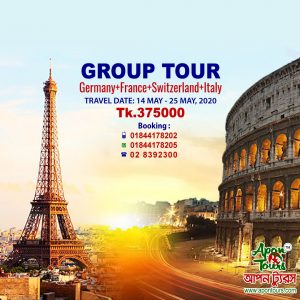 GROUP TOUR
Germany+France+Switzerland+Italy
TRAVEL DATE: 14 MAY - 25 MAY, 2020
Tk.375000
Booking :
01844178202
01844178205
02 8392300
Apon
Tours
TM
আপন ট্যুরস
www.apontours.com